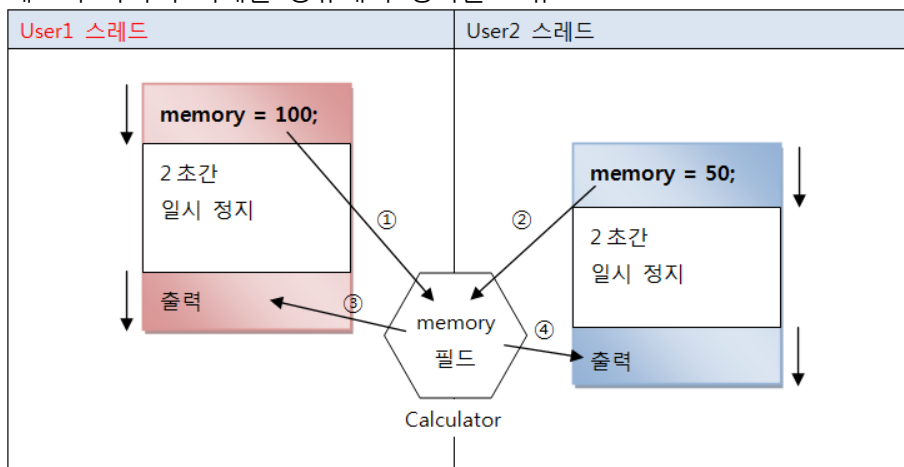 User1 스레드
User2 스레드
memory = 100;
2 초간
일시 정지
출력
memory = 50;
2 초간
일시 정지
출력
①
②
③
④
memory
필드
Calculator